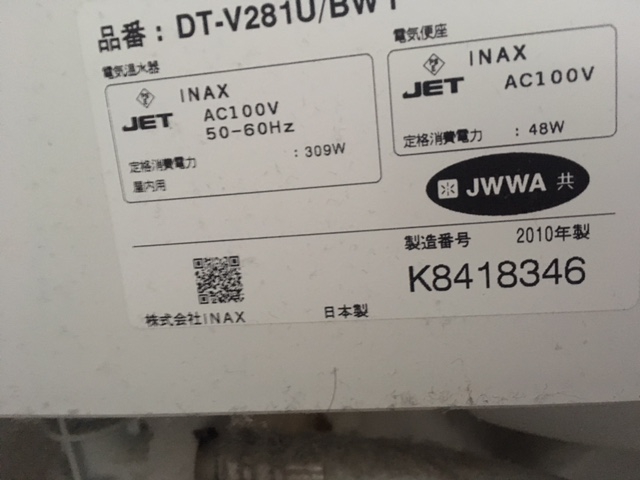 品番：DT-V281U/BW1
電気温水器
INAX
JET
AC100V
50-60Hz
定格消費電力 : 309W
屋内用
電気便座
INAX
JET
AC100V
定格消費電力 : 48W
JWWA 共
製造番号 2010年製
K8418346
株式会社INAX 日本製